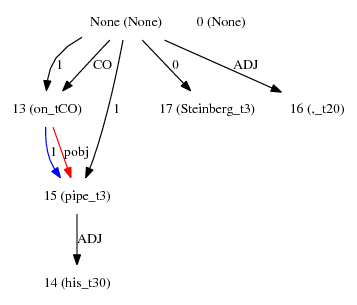 None (None) 0 (None)
1 CO 1 0 ADJ
13 (on_tCO) 17 (Steinberg_t3) 16 (,_t20)
1 pobj
15 (pipe_t3)
ADJ
14 (his_t30)